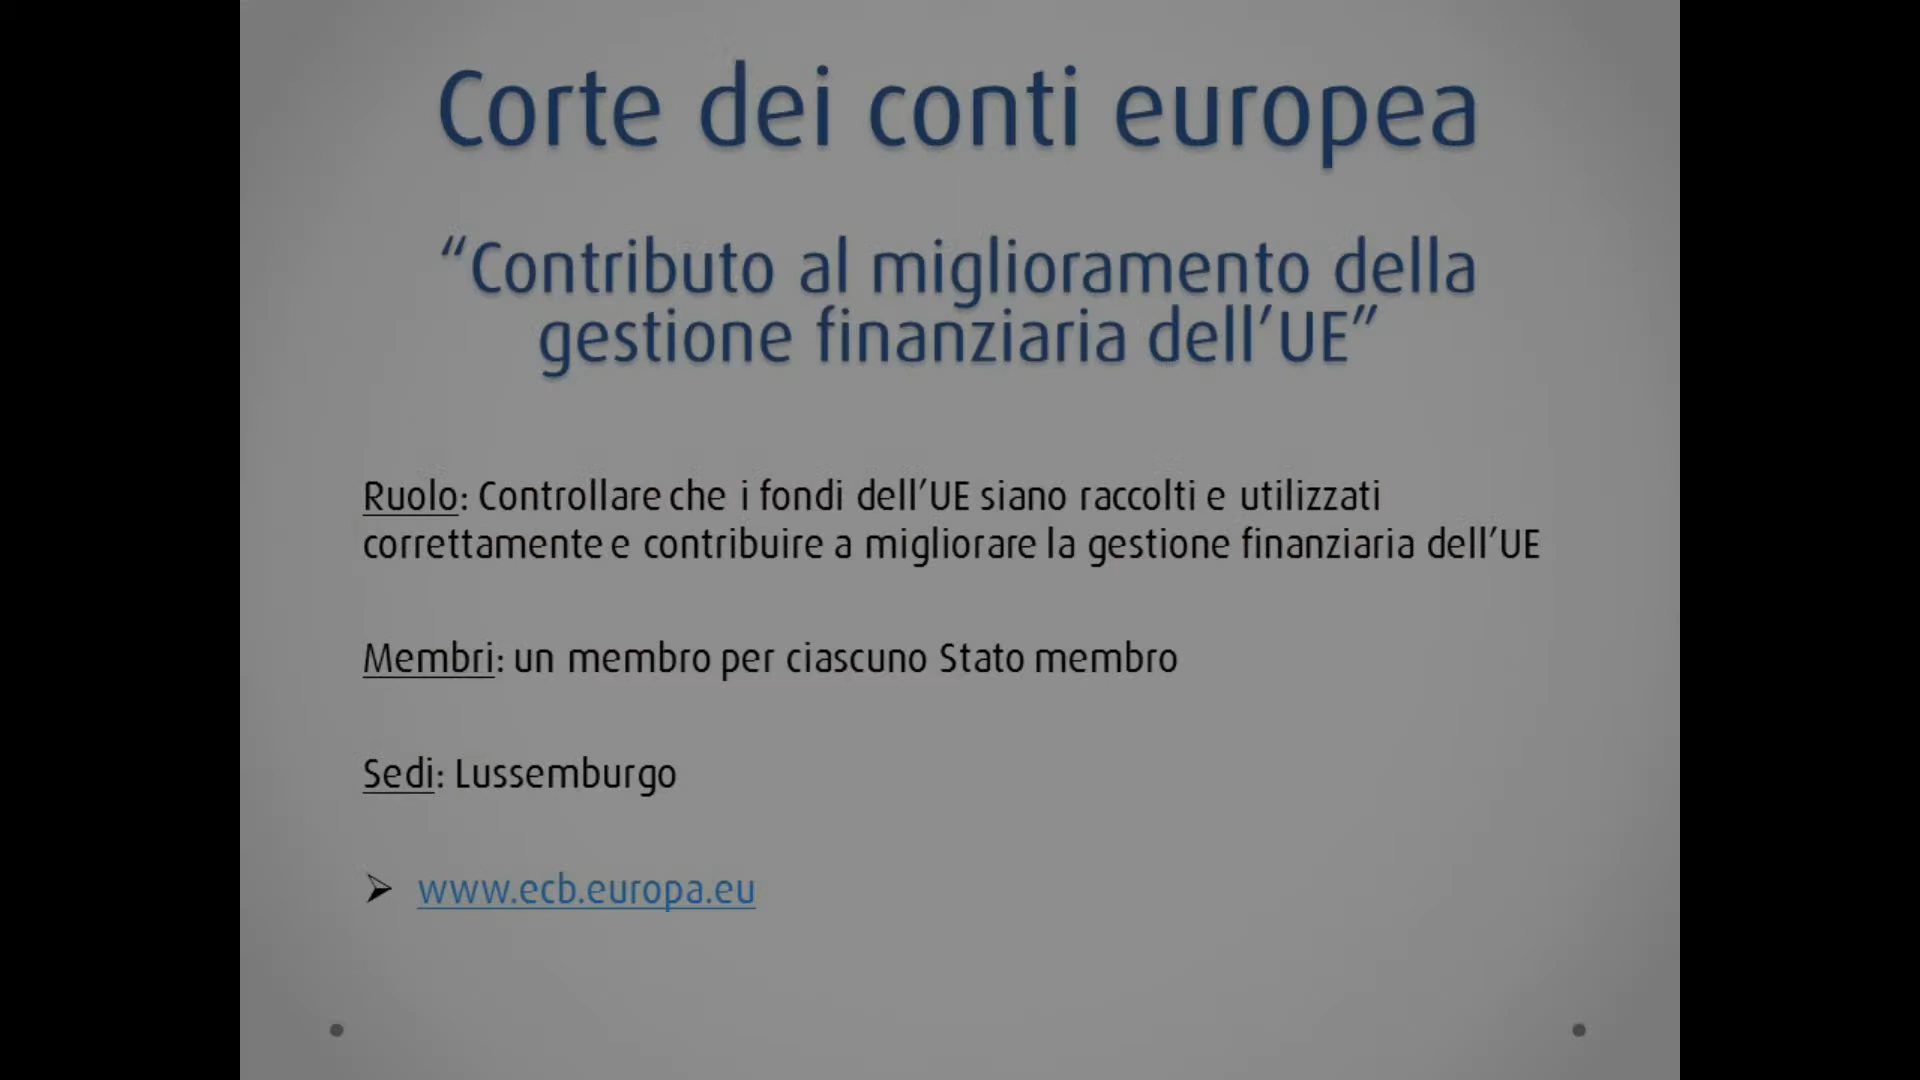 Corte dei conti europea
“Contributo al miglioramento della
gestione finanziaria dell’UE”
Ruolo: Controllare che i fondi dell’UE siano raccolti e utilizzati
correttamente e contribuire a migliorare la gestione finanziaria dell’UE
Membri: un membro per ciascuno Stato membro
Sedi: Lussemburgo
➢ www.ecb.europa.eu